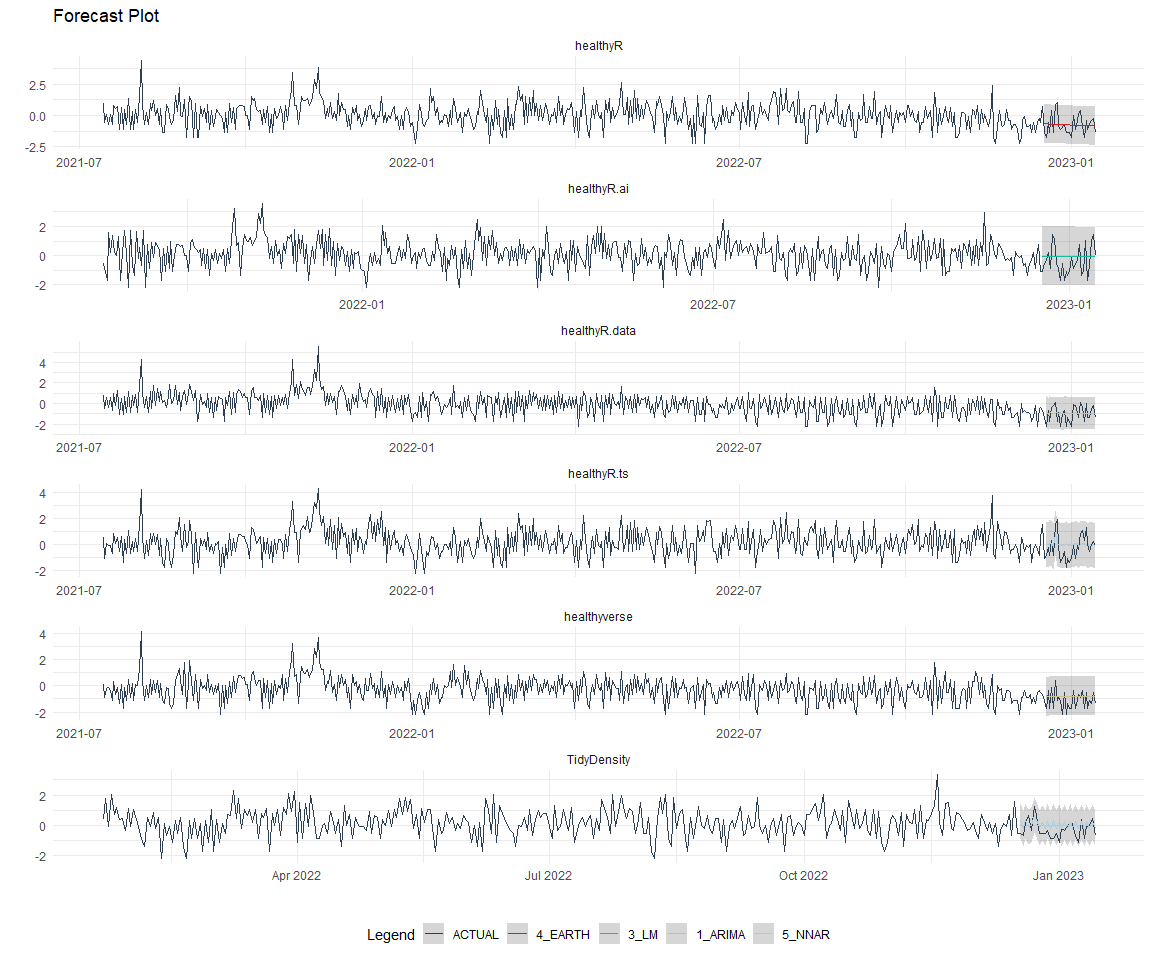 Forecast Plot
healthyR
2.5
0.0
-2.5
2021-07 2022-01 2022-07 2023-01
healthyR.ai
2
0
-2
2022-01 2022-07 2023-01
healthyR.data
4
2
0
-2
2021-07 2022-01 2022-07 2023-01
healthyR.ts
4
2
0
-2
2021-07 2022-01 2022-07 2023-01
healthyverse
4
2
0
-2
2021-07 2022-01 2022-07 2023-01
TidyDensity
2
0
-2
Apr 2022 Jul 2022 Oct 2022 Jan 2023
Legend ACTUAL 4_EARTH 3_LM 1_ARIMA 5_NNAR